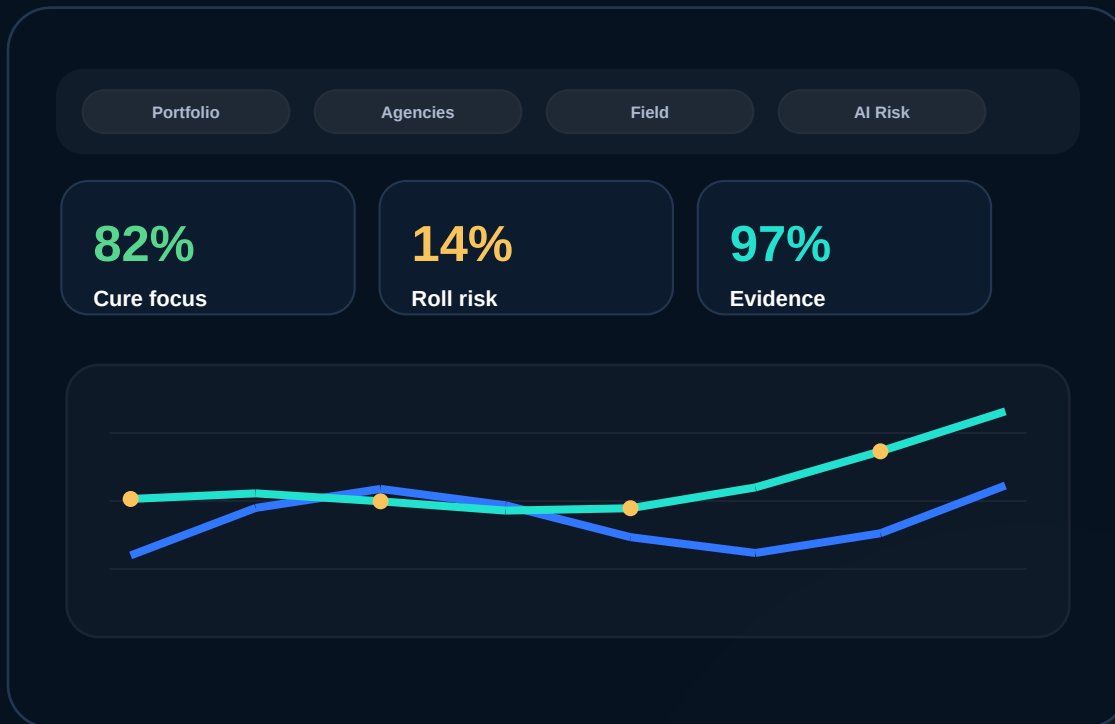 Portfolio Agencies Field AI Risk
82% 14% 97%
Cure focus Roll risk Evidence